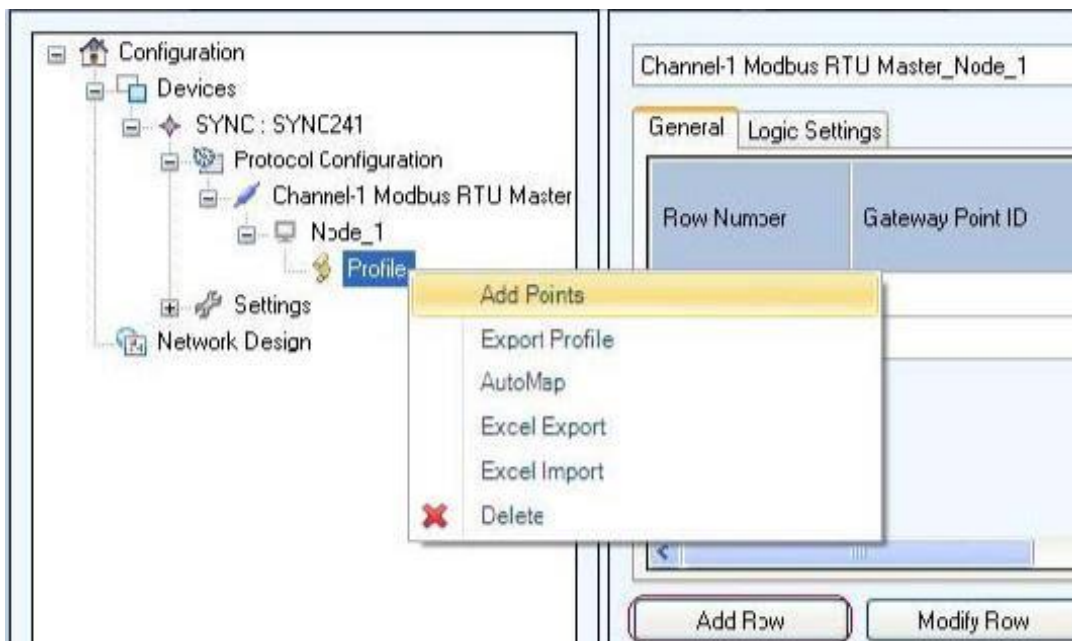 Configuration
Devices
SYNC : SYNC241
Protocol Configuration
Channel-1 Modbus RTU Master
Node_1
Profile
Settings
Network Design
Add Points
Export Profile
AutoMap
Excel Export
Excel Import
Delete
Channel-1 Modbus RTU Master_Node_1
General Logic Settings
Row Number Gateway Point ID
Add Row Modify Row